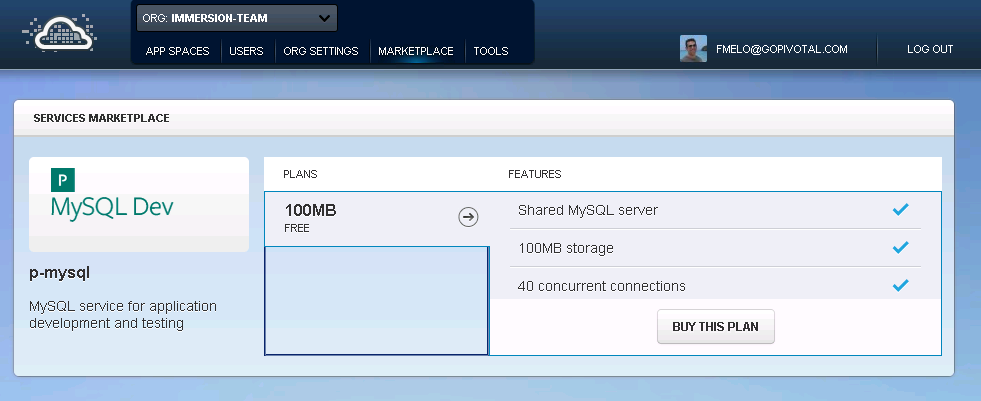 ORG: IMMERSION-TEAM
APP SPACES USERS ORG SETTINGS MARKETPLACE TOOLS
FMELO@GOPIVOTAL.COM LOG OUT
SERVICES MARKETPLACE
P
MySQL Dev
p-mysql
MySQL service for application
development and testing
PLANS
FEATURES
100MB
FREE
Shared MySQL server
100MB storage
40 concurrent connections
BUY THIS PLAN